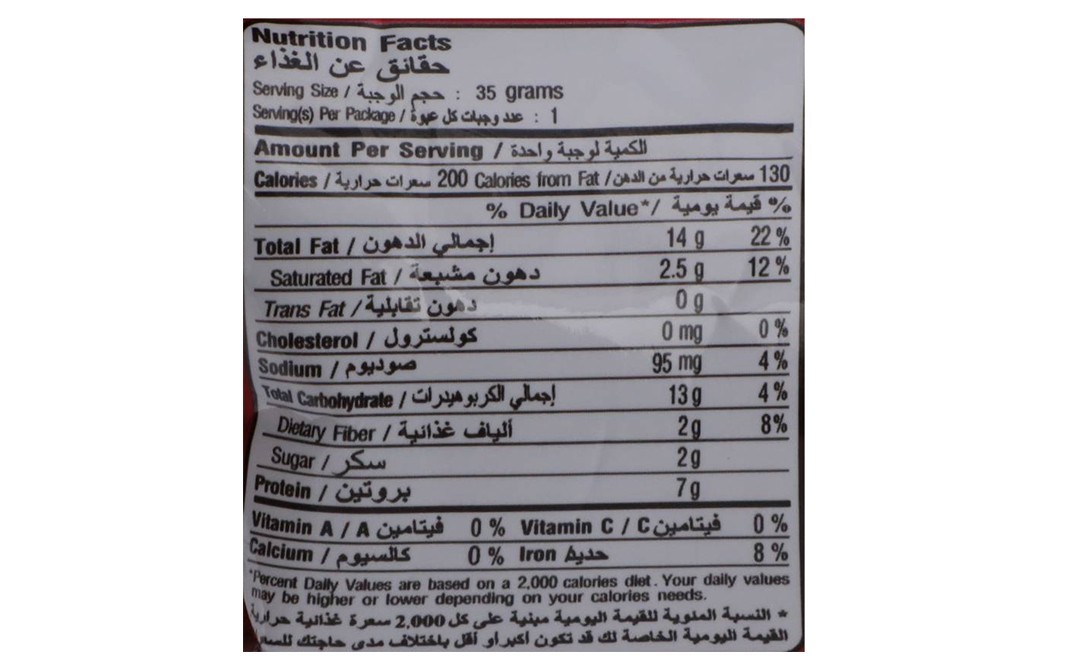 Nutrition Facts
حقائق عن الغذاء
Serving Size / حجم الوجبة : 35 grams
Serving(s) Per Package / عدد وجبات كل عبوة : 1
Amount Per Serving / الكمية لوجبة واحدة
Calories / سعرات حرارية 200 Calories from Fat / سعرات حرارية من الدهن 130
% Daily Value* / قيمة يومية %
Total Fat / إجمالي الدهون 14 g 22 %
Saturated Fat / دهون مشبعة 2.5 g 12 %
Trans Fat / دهون تقابلية 0 g
Cholesterol / كولسترول 0 mg 0 %
Sodium / صوديوم 95 mg 4 %
Total Carbohydrate / إجمالي الكربوهيدرات 13 g 4 %
Dietary Fiber / ألياف غذائية 2 g 8%
Sugar / سكر 2 g
Protein / بروتين 7 g
Vitamin A / A فيتامين 0 % Vitamin C / C فيتامين 0 %
Calcium / كالسيوم 0 % Iron حديد 8 %
*Percent Daily Values are based on a 2,000 calories diet. Your daily values
may be higher or lower depending on your calories needs.
* النسبة المئوية للقيمة اليومية مبنية على كل 2,000 سعرة غذائية حرارية
القيمة اليومية الخاصة لك قد تكون أكبر أو أقل باختلاف مدى حاجتك